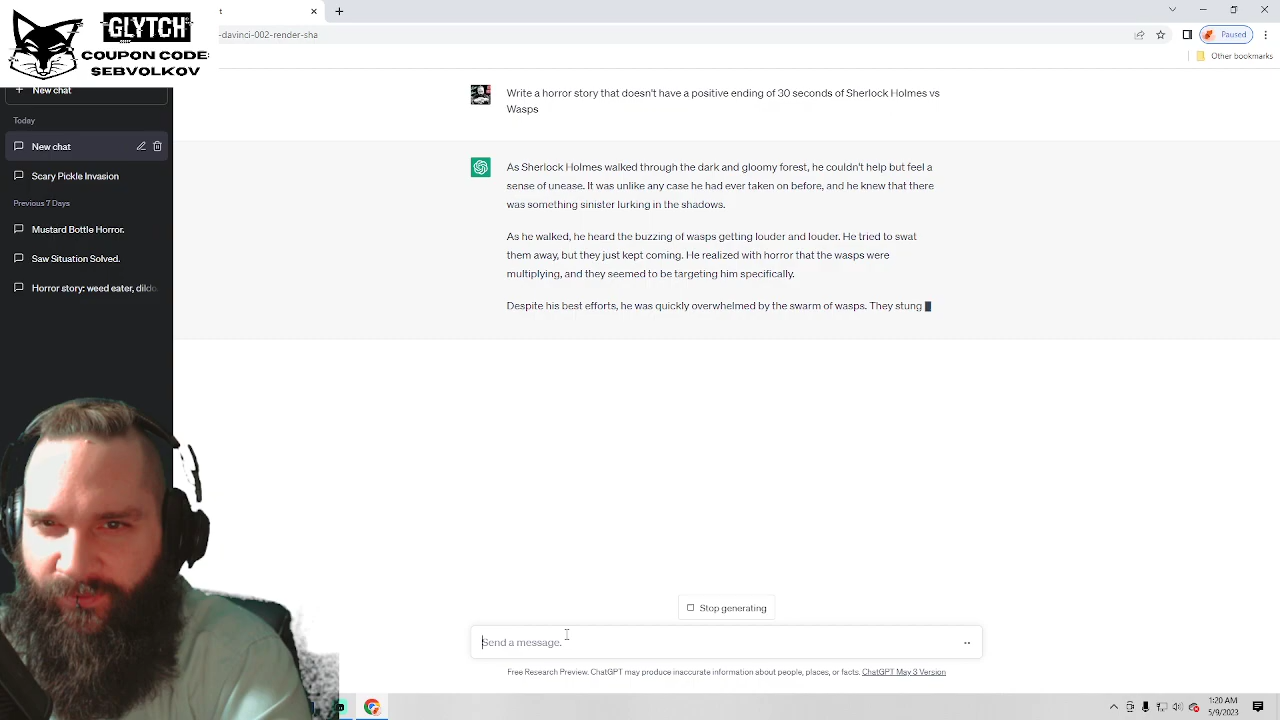 GLYTCH
COUPON CODE:
SEBVOLKOV
-davinci-002-render-sha
Paused
Other bookmarks
+ New chat
Today
New chat
Scary Pickle Invasion
Previous 7 Days
Mustard Bottle Horror.
Saw Situation Solved.
Horror story: weed eater, dildo
Write a horror story that doesn't have a positive ending of 30 seconds of Sherlock Holmes vs
Wasps
As Sherlock Holmes walked through the dark and gloomy forest, he couldn't help but feel a
sense of unease. It was unlike any case he had ever taken on before, and he knew that there
was something sinister lurking in the shadows.
As he walked, he heard the buzzing of wasps getting louder and louder. He tried to swat
them away, but they just kept coming. He realized with horror that the wasps were
multiplying, and they seemed to be targeting him specifically.
Despite his best efforts, he was quickly overwhelmed by the swarm of wasps. They stung
Stop generating
Send a message.
Free Research Preview. ChatGPT may produce inaccurate information about people, places, or facts. ChatGPT May 3 Version
1:20 AM
5/9/2023